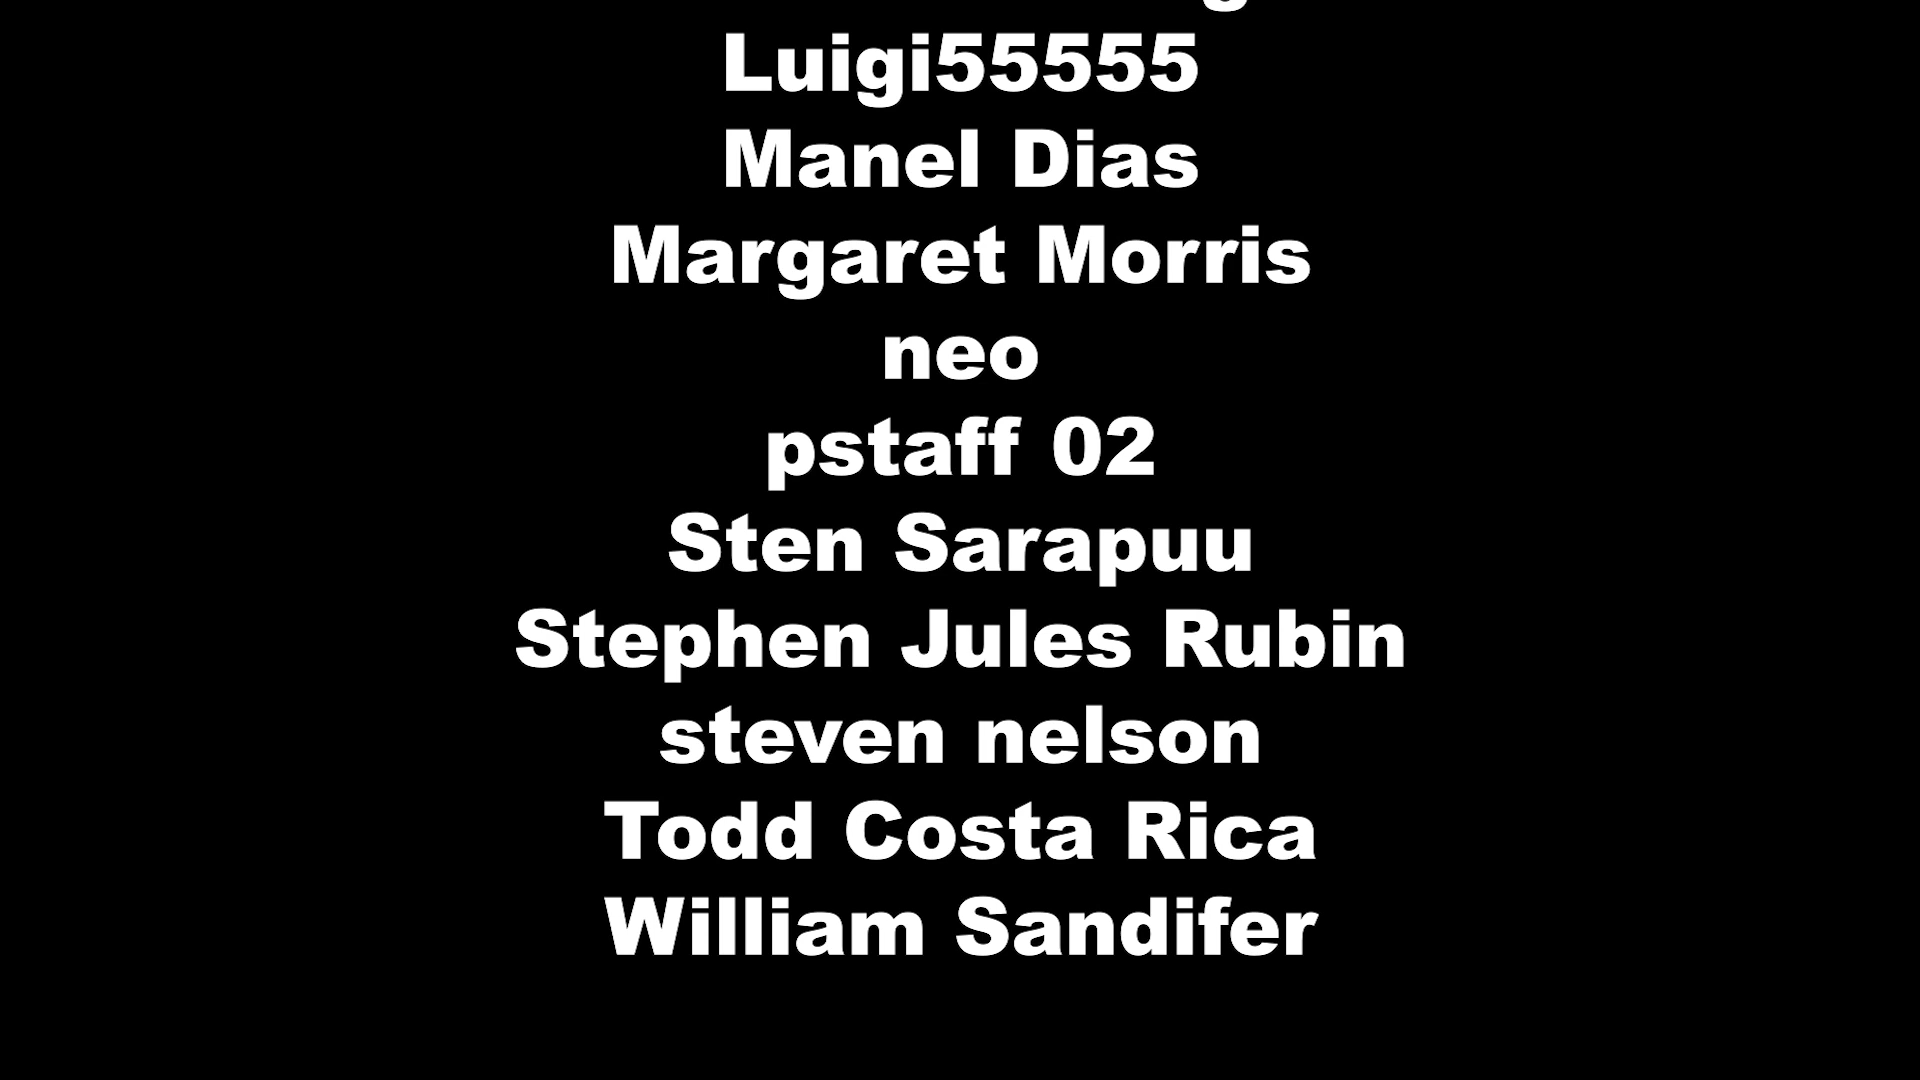 Luigi55555
Manel Dias
Margaret Morris
neo
pstaff 02
Sten Sarapuu
Stephen Jules Rubin
steven nelson
Todd Costa Rica
William Sandifer